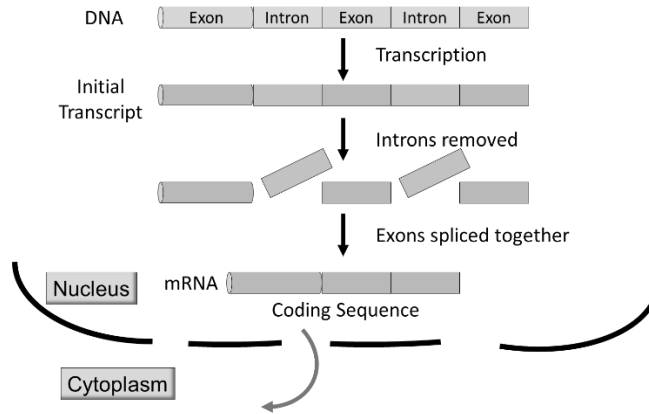 DNA
Exon Intron Exon Intron Exon
Transcription
Initial
Transcript
Introns removed
Exons spliced together
Nucleus
mRNA
Coding Sequence
Cytoplasm